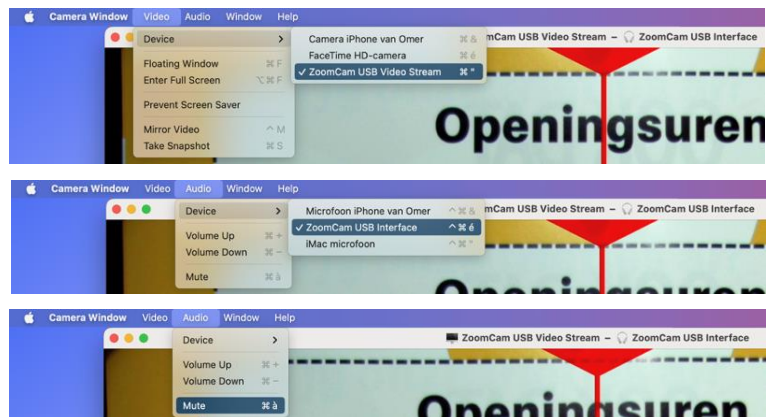 Camera Window Video Audio Window Help
Device > Camera iPhone van Omer ⌘ & mCam USB Video Stream – ZoomCam USB Interface
FaceTime HD-camera ⌘ é
Floating Window ⌘ F ✓ ZoomCam USB Video Stream ⌘ "
Enter Full Screen ⌥ ⌘ F
Prevent Screen Saver
Mirror Video ^ M
Take Snapshot ⌘ S
Openingsuren
Camera Window Video Audio Window Help
Device > Microfoon iPhone van Omer ^ ⌘ & mCam USB Video Stream – ZoomCam USB Interface
✓ ZoomCam USB Interface ^ ⌘ é
Volume Up ⌘ + iMac microfoon ^ ⌘ "
Volume Down ⌘ –
Mute ⌘ à
Openingsuren
Camera Window Video Audio Window Help
Device > ZoomCam USB Video Stream – ZoomCam USB Interface
Volume Up ⌘ +
Volume Down ⌘ –
Mute ⌘ à
Openingsuren